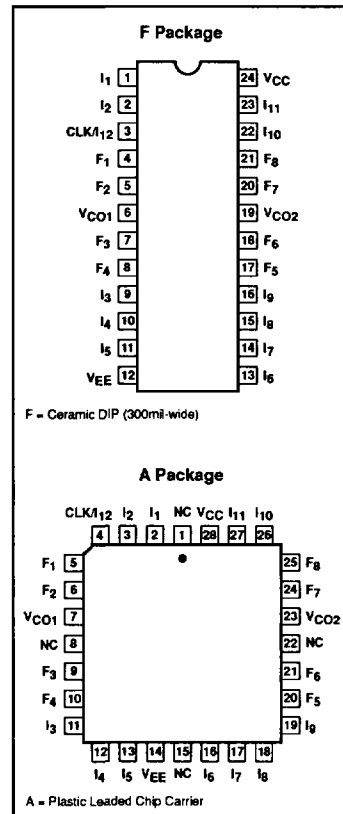 F Package
I1 1 24 VCC
I2 2 23 I11
CLK/I12 3 22 I10
F1 4 21 F8
F2 5 20 F7
VCO1 6 19 VCO2
F3 7 18 F6
F4 8 17 F5
I3 9 16 I9
I4 10 15 I8
I5 11 14 I7
VEE 12 13 I6
F = Ceramic DIP (300mil-wide)
A Package
CLK/I12 I2 I1 NC VCC I11 I10
4 3 2 1 28 27 26
F1 5 25 F8
F2 6 24 F7
VCO1 7 23 VCO2
NC 8 22 NC
F3 9 21 F6
F4 10 20 F5
I3 11 19 I9
12 13 14 15 16 17 18
I4 I5 VEE NC I6 I7 I8
A = Plastic Leaded Chip Carrier